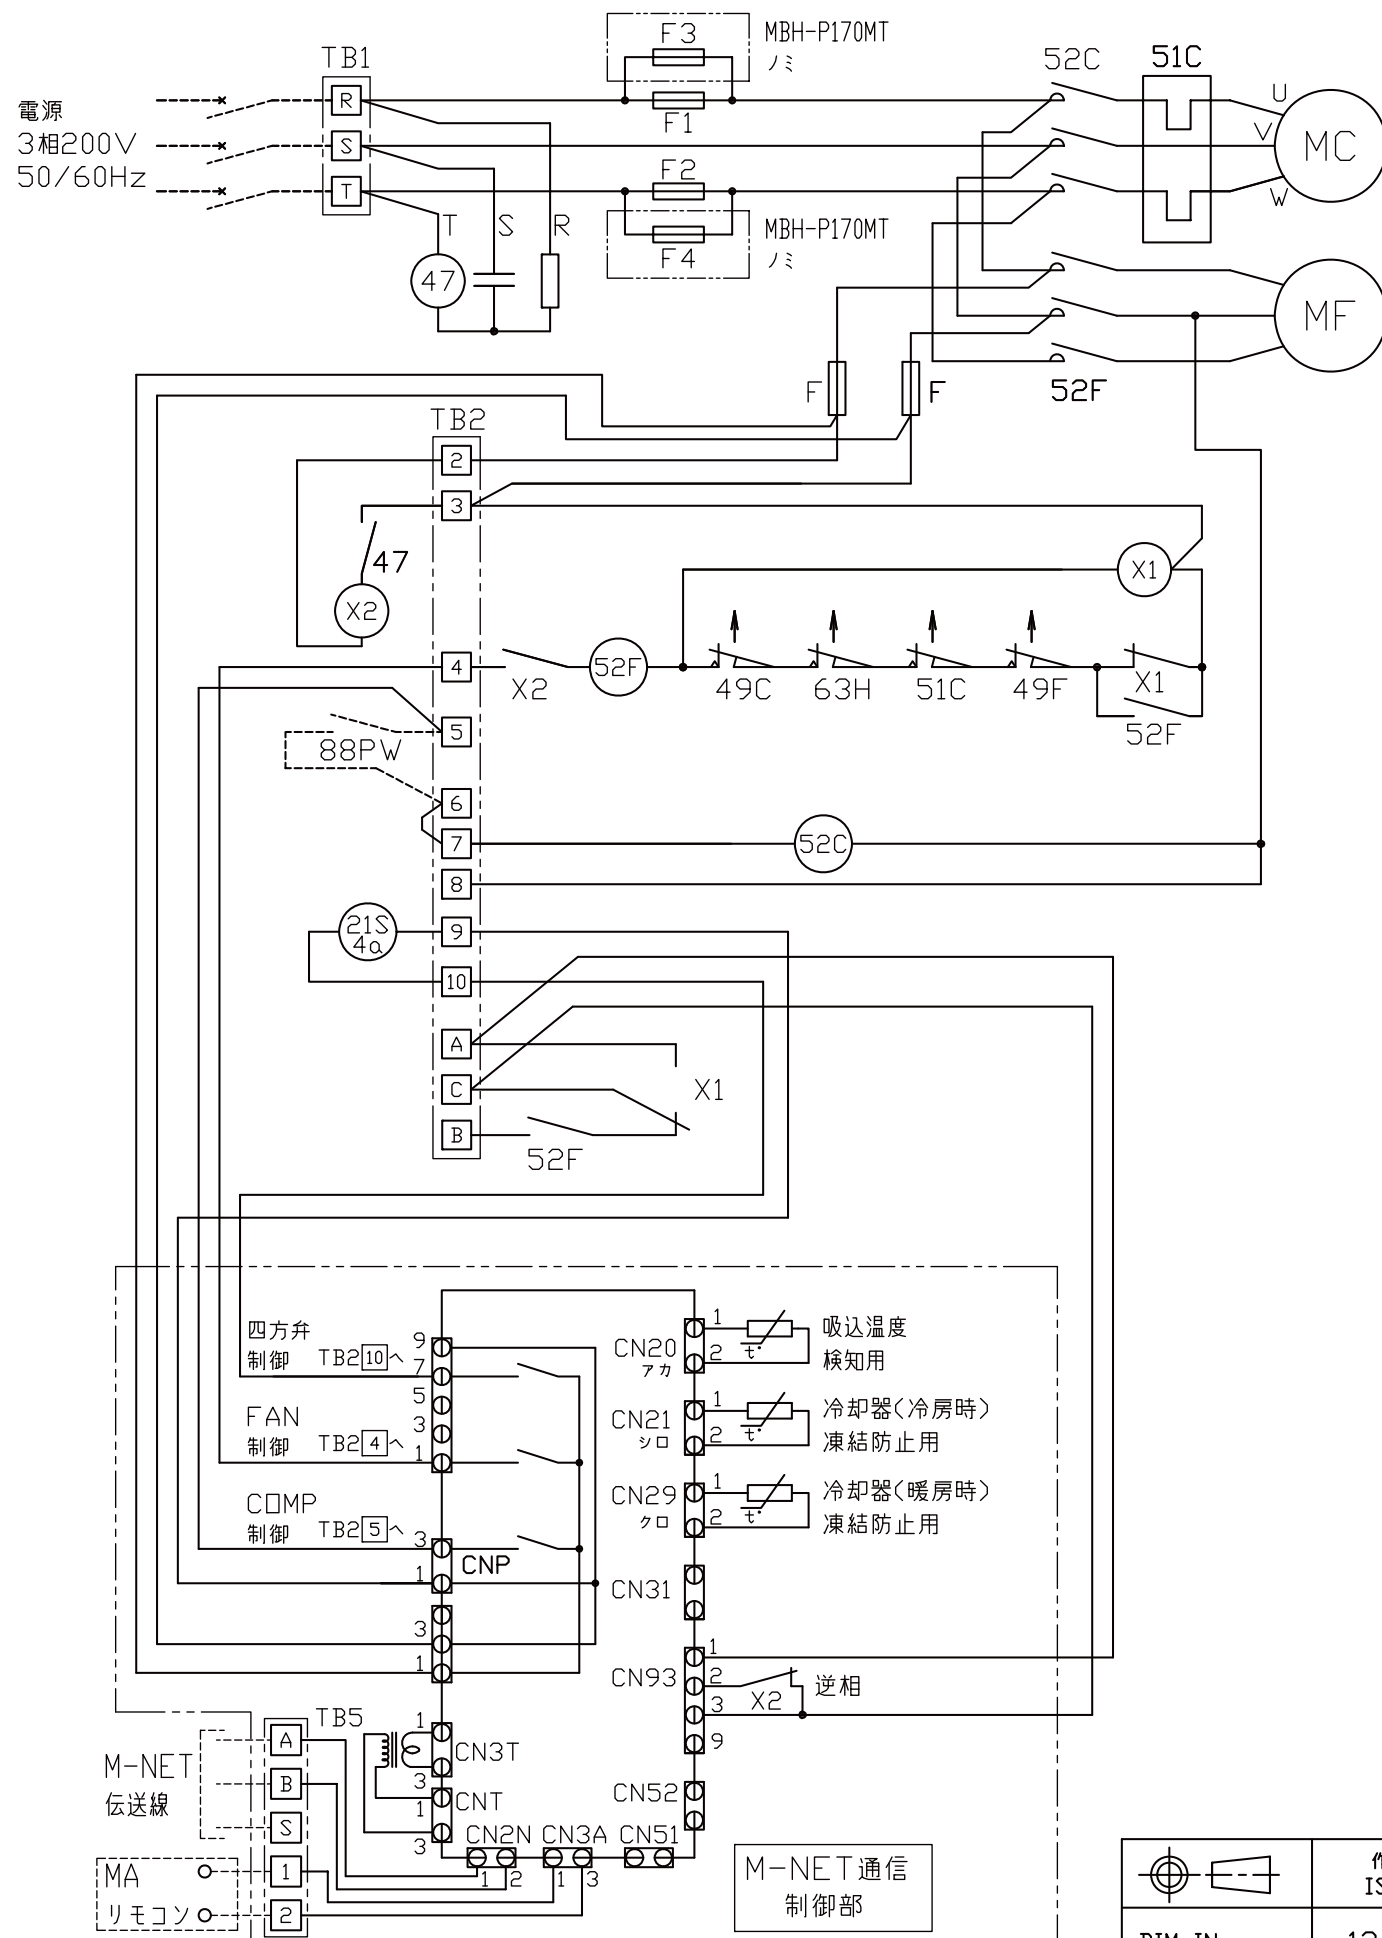 MBH-P170MT
ノミ
F3
F1
TB1
R
S
T
電源
3相200V
50/60Hz
F2
F4
MBH-P170MT
ノミ
52C
51C
U
V
W
MC
T
S
R
47
MF
F
F
52F
TB2
2
3
47
X2
X1
4
X2
52F
49C
63H
51C
49F
X1
52F
5
88PW
6
7
52C
8
21S
4a
9
10
A
C
X1
B
52F
四方弁
制御 TB2 10 へ
9
7
5
3
1
FAN
制御 TB2 4 へ
COMP
制御 TB2 5 へ
3
1
CNP
3
1
CN20
アカ
1
2
t°
吸込温度
検知用
CN21
シロ
1
2
t°
冷却器(冷房時)
凍結防止用
CN29
クロ
1
2
t°
冷却器(暖房時)
凍結防止用
CN31
CN93
1
2
3
9
X2
逆相
CN52
TB5
A
B
S
1
2
M-NET
伝送線
MA
リモコン
1
3
CN3T
CNT
1
3
CN2N CN3A CN51
1 2 1 3
M-NET通信
制御部
作
IS
DIM IN
12